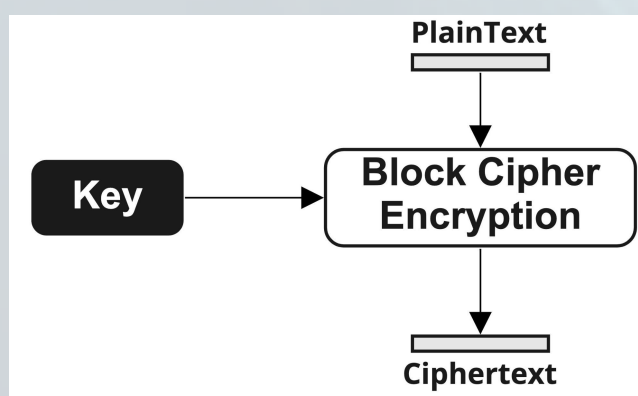 PlainText
Key
Block Cipher
Encryption
Ciphertext